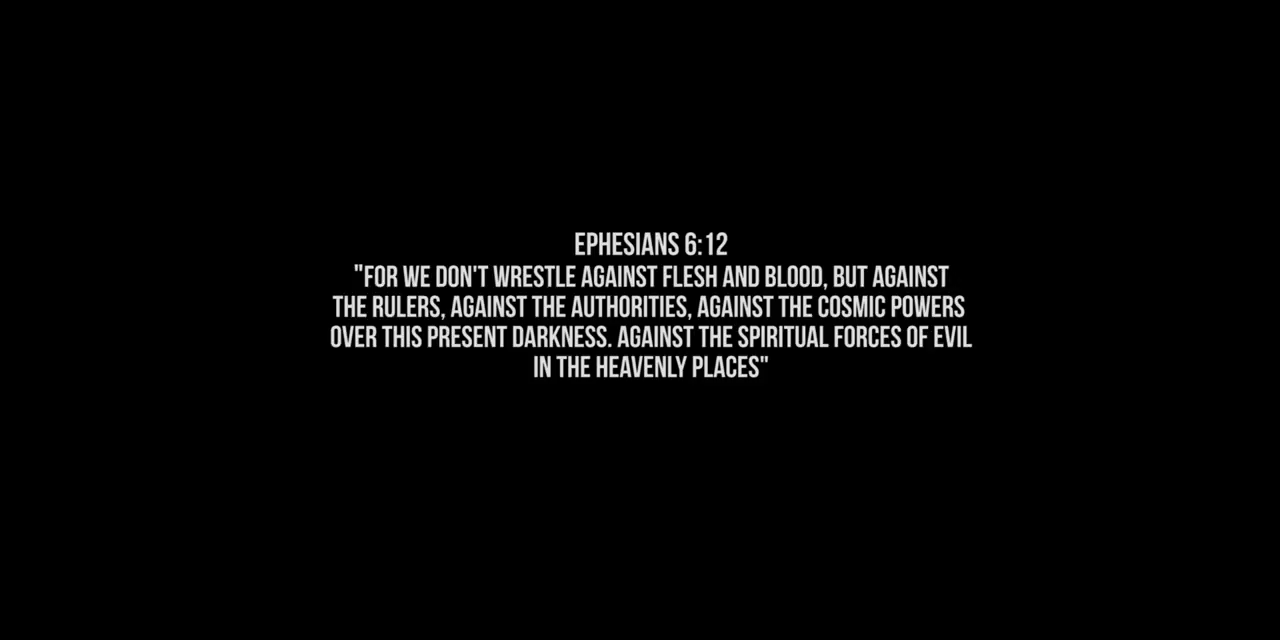 EPHESIANS 6:12
"FOR WE DON'T WRESTLE AGAINST FLESH AND BLOOD, BUT AGAINST
THE RULERS, AGAINST THE AUTHORITIES, AGAINST THE COSMIC POWERS
OVER THIS PRESENT DARKNESS. AGAINST THE SPIRITUAL FORCES OF EVIL
IN THE HEAVENLY PLACES"